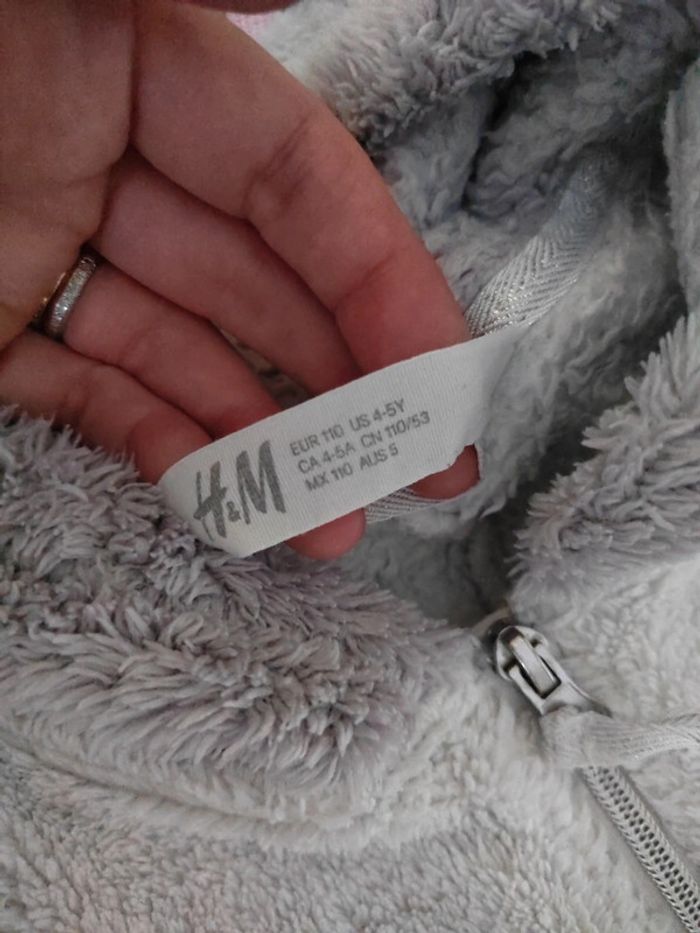 H&M
EUR 110 US 4-5Y
CA 4-5A CN 110/53
MX 110 AUS 5